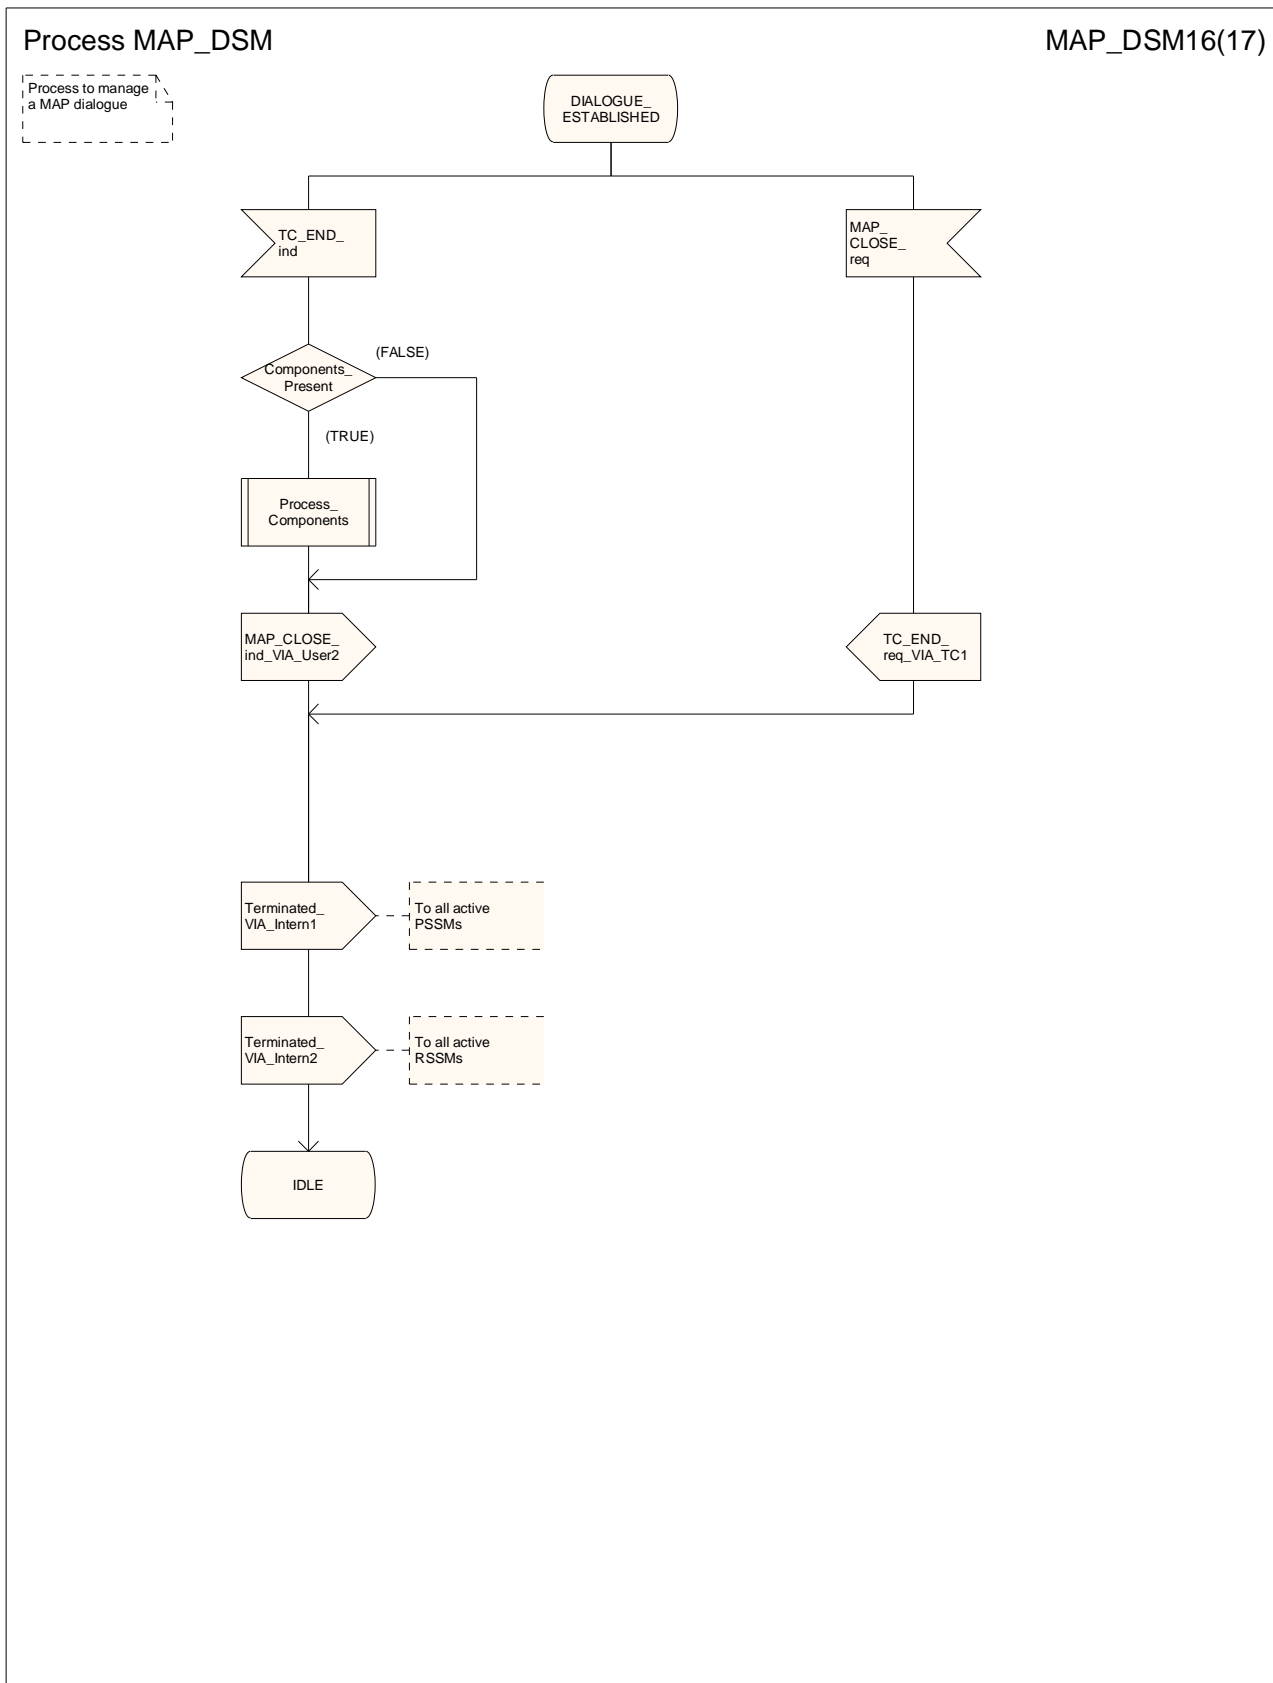 Process MAP_DSM
MAP_DSM16(17)
Process to manage
a MAP dialogue
DIALOGUE_
ESTABLISHED
TC_END_
ind
MAP_
CLOSE_
req
(FALSE)
Components_
Present
(TRUE)
Process_
Components
MAP_CLOSE_
ind_VIA_User2
TC_END_
req_VIA_TC1
Terminated_
VIA_Intern1
To all active
PSSMs
Terminated_
VIA_Intern2
To all active
RSSMs
IDLE